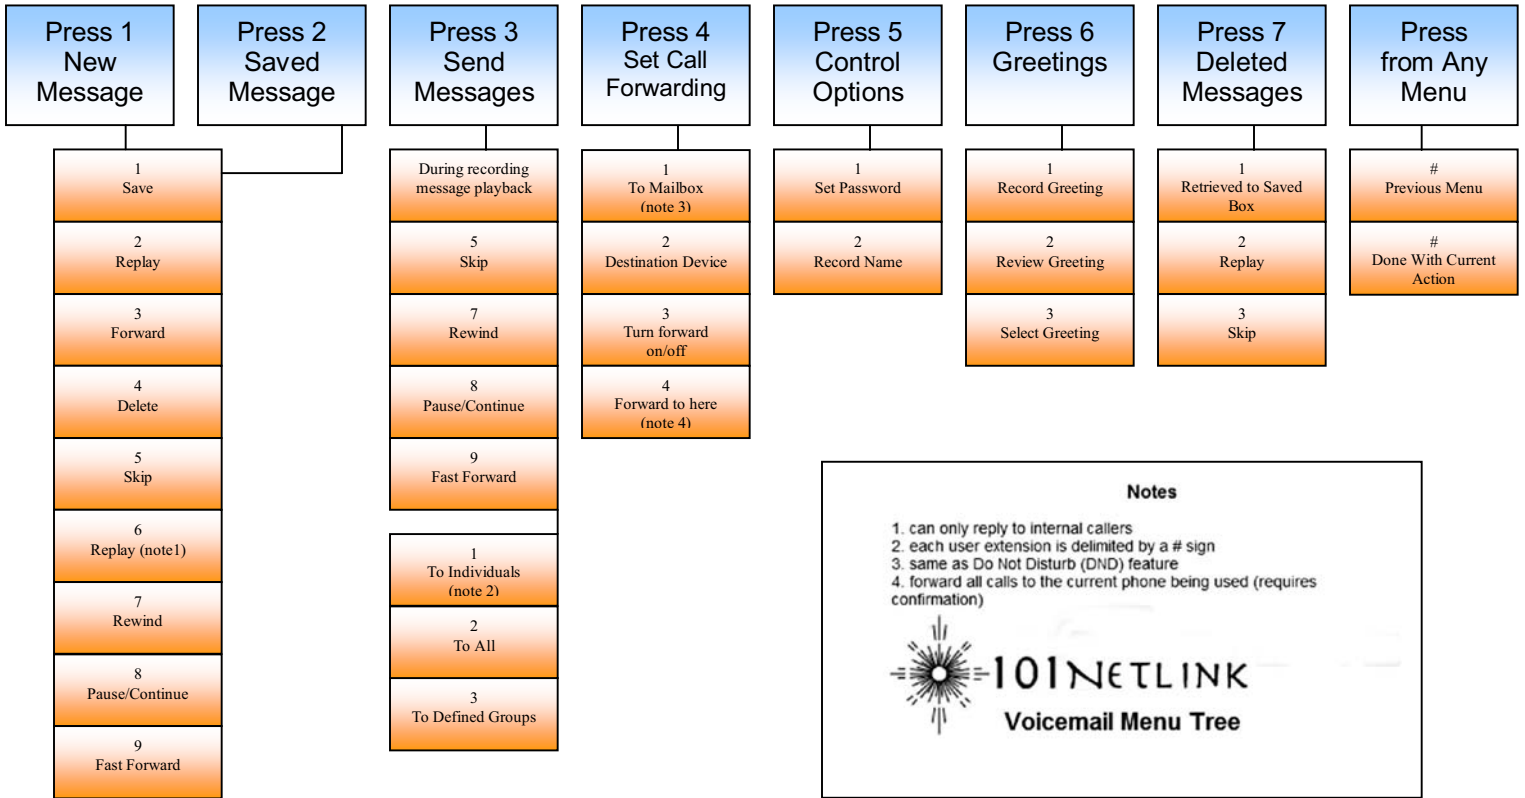 Press 1
New
Message
Press 2
Saved
Message
Press 3
Send
Messages
Press 4
Set Call
Forwarding
Press 5
Control
Options
Press 6
Greetings
Press 7
Deleted
Messages
Press
from Any
Menu
1
Save
2
Replay
3
Forward
4
Delete
5
Skip
6
Replay (note1)
7
Rewind
8
Pause/Continue
9
Fast Forward
During recording
message playback
5
Skip
7
Rewind
8
Pause/Continue
9
Fast Forward
1
To Individuals
(note 2)
2
To All
3
To Defined Groups
1
To Mailbox
(note 3)
2
Destination Device
3
Turn forward
on/off
4
Forward to here
(note 4)
1
Set Password
2
Record Name
1
Record Greeting
2
Review Greeting
3
Select Greeting
1
Retrieved to Saved
Box
2
Replay
3
Skip
#
Previous Menu
#
Done With Current
Action
Notes
1. can only reply to internal callers
2. each user extension is delimited by a # sign
3. same as Do Not Disturb (DND) feature
4. forward all calls to the current phone being used (requires
confirmation)
101NETLINK
Voicemail Menu Tree